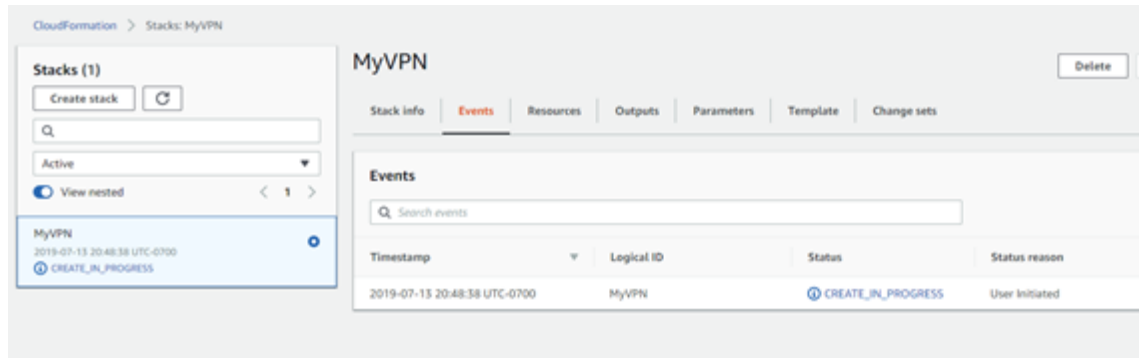 CloudFormation > Stacks: MyVPN
Stacks (1)
Create stack
Active
View nested
< 1 >
MyVPN
2019-07-13 20:48:38 UTC-0700
CREATE_IN_PROGRESS
MyVPN
Delete
Stack info Events Resources Outputs Parameters Template Change sets
Events
Search events
Timestamp Logical ID Status Status reason
2019-07-13 20:48:38 UTC-0700 MyVPN CREATE_IN_PROGRESS User Initiated